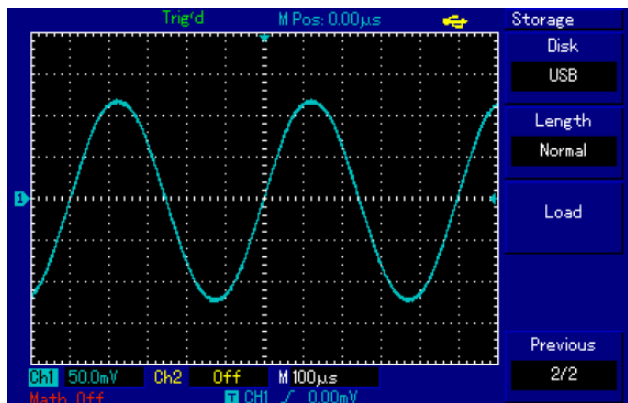 Trig'd M Pos: 0.00μs Storage
Disk
USB
Length
Normal
1
Load
Previous
2/2
Ch1 50.0mV Ch2 Off M 100μs
Math Off T CH1 / 0.00mV